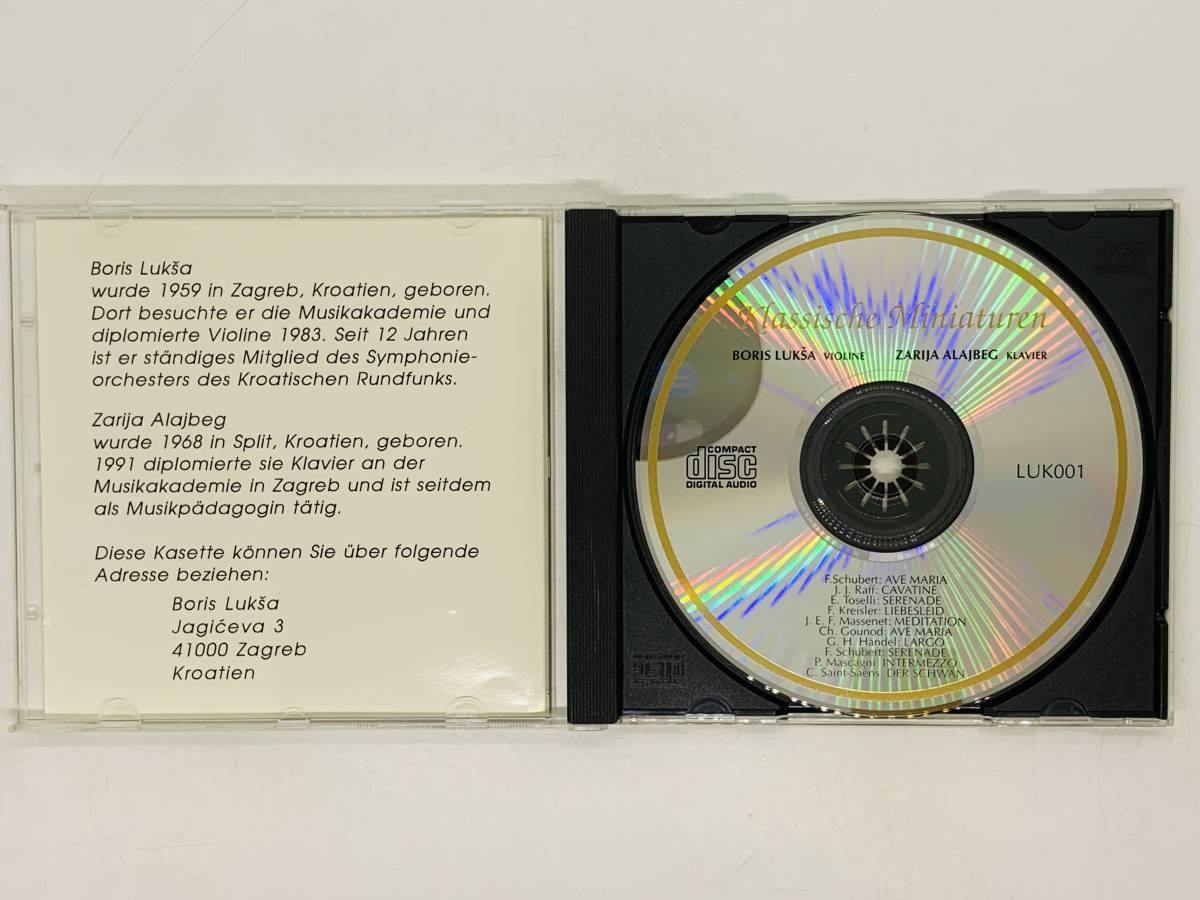 Boris Lukša
wurde 1959 in Zagreb, Kroatien, geboren.
Dort besuchte er die Musikakademie und
diplomierte Violine 1983. Seit 12 Jahren
ist er ständiges Mitglied des Symphonie-
orchesters des Kroatischen Rundfunks.
Zarija Alajbeg
wurde 1968 in Split, Kroatien, geboren.
1991 diplomierte sie Klavier an der
Musikakademie in Zagreb und ist seitdem
als Musikpädagogin tätig.
Diese Kasette können Sie über folgende
Adresse beziehen:
Boris Lukša
Jagićeva 3
41000 Zagreb
Kroatien
Klassische Miniaturen
BORIS LUKŠA VIOLINE ZARIJA ALAJBEG KLAVIER
COMPACT
disc
DIGITAL AUDIO
LUK001
F.Schubert: AVE MARIA
J. J. Raff: CAVATINE
E. Toselli: SERENADE
F. Kreisler: LIEBESLEID
J. E. F. Massenet: MEDITATION
Ch. Gounod: AVE MARIA
G. H. Händel: LARGO
F. Schubert: SERENADE
P. Mascagni: INTERMEZZO
C. Saint-Saëns: DER SCHWAN